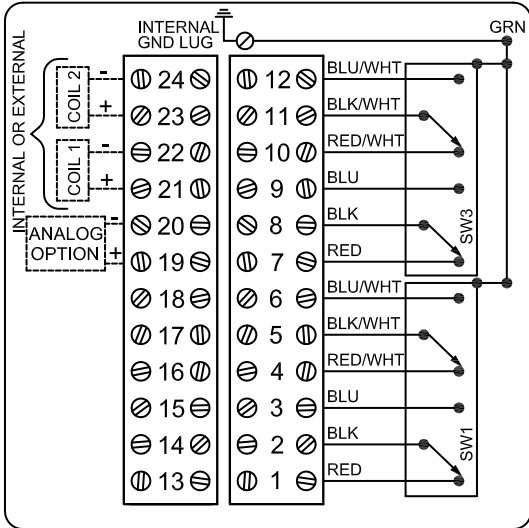 INTERNAL
GND LUG
GRN
INTERNAL OR EXTERNAL
COIL 2
-
+
COIL 1
-
+
ANALOG
OPTION
-
+
24
23
22
21
20
19
18
17
16
15
14
13
12
11
10
9
8
7
6
5
4
3
2
1
BLU/WHT
BLK/WHT
RED/WHT
BLU
BLK
RED
BLU/WHT
BLK/WHT
RED/WHT
BLU
BLK
RED
SW3
SW1